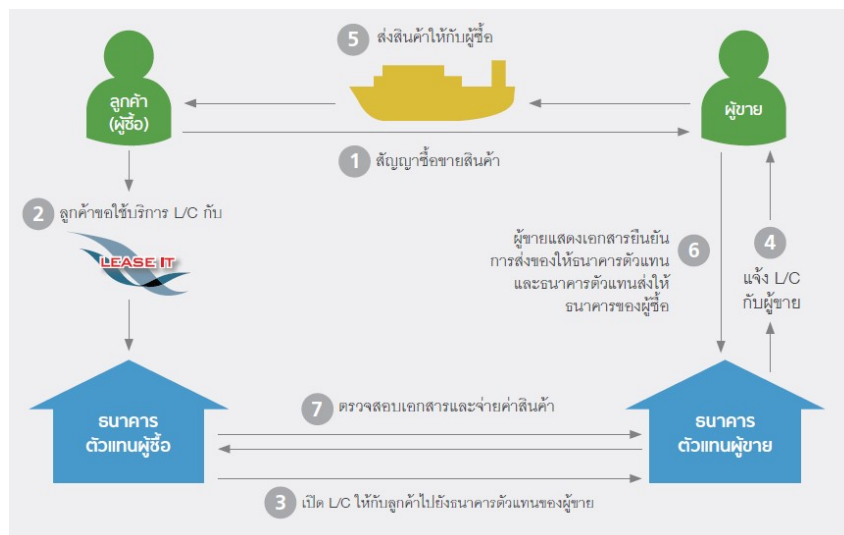 5 ส่งสินค้าให้กับผู้ซื้อ
ลูกค้า
(ผู้ซื้อ)
ผู้ขาย
1 สัญญาซื้อขายสินค้า
2 ลูกค้าขอใช้บริการ L/C กับ
LEASE IT
ผู้ขายแสดงเอกสารยืนยัน
การส่งของให้ธนาคารตัวแทน
และธนาคารตัวแทนส่งให้
ธนาคารของผู้ซื้อ
6
4
แจ้ง L/C
กับผู้ขาย
7 ตรวจสอบเอกสารและจ่ายค่าสินค้า
ธนาคาร
ตัวแทนผู้ซื้อ
ธนาคาร
ตัวแทนผู้ขาย
3 เปิด L/C ให้กับลูกค้าไปยังธนาคารตัวแทนของผู้ขาย